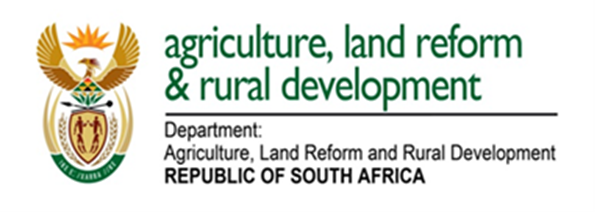 agriculture, land reform
& rural development
Department:
Agriculture, Land Reform and Rural Development
REPUBLIC OF SOUTH AFRICA